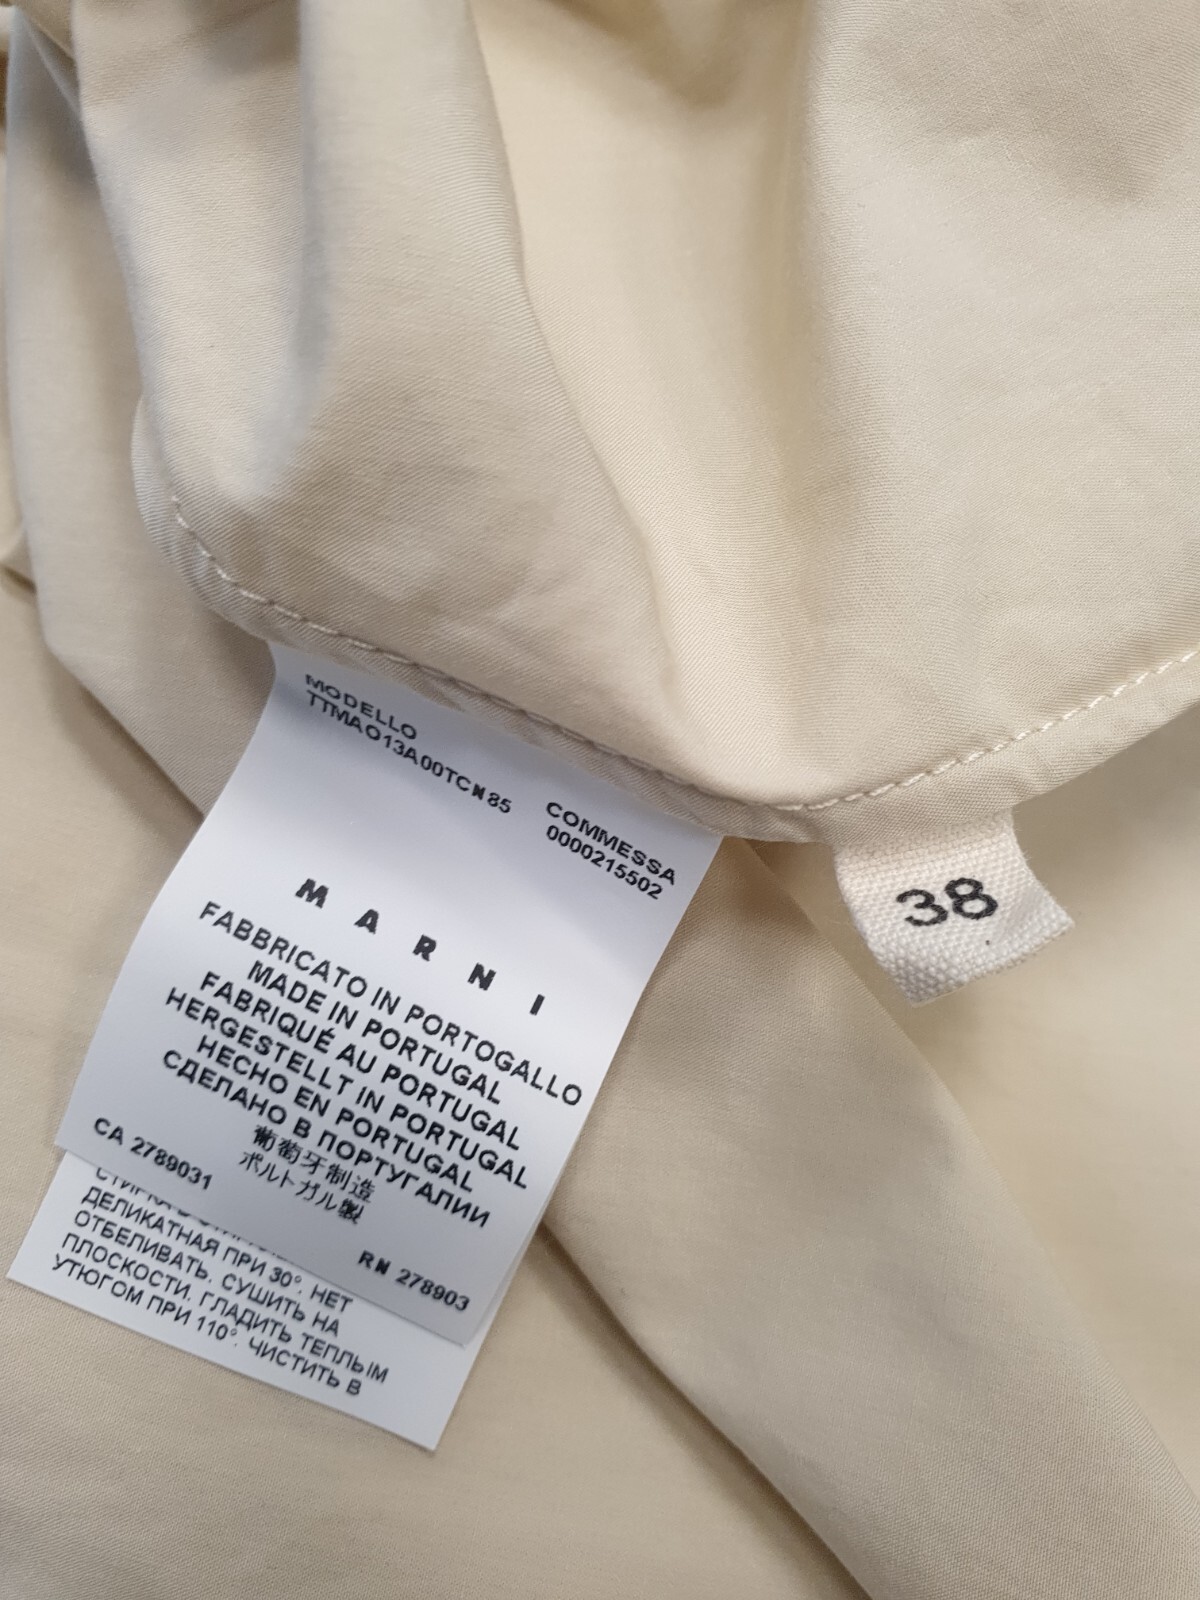 MODELLO
TTMAO13A00TCN85
COMMESSA
0000215502
38
MARNI
FABBRICATO IN PORTOGALLO
MADE IN PORTUGAL
FABRIQUÉ AU PORTUGAL
HERGESTELLT IN PORTUGAL
HECHO EN PORTUGAL
СДЕЛАНО В ПОРТУГАЛИИ
葡萄牙制造
ポルトガル製
CA 2789031
RN 278903
ДЕЛИКАТНАЯ ПРИ 30°. НЕТ
ОТБЕЛИВАТЬ. СУШИТЬ НА
ПЛОСКОСТИ. ГЛАДИТЬ ТЕПЛЫМ
УТЮГОМ ПРИ 110°. ЧИСТИТЬ В